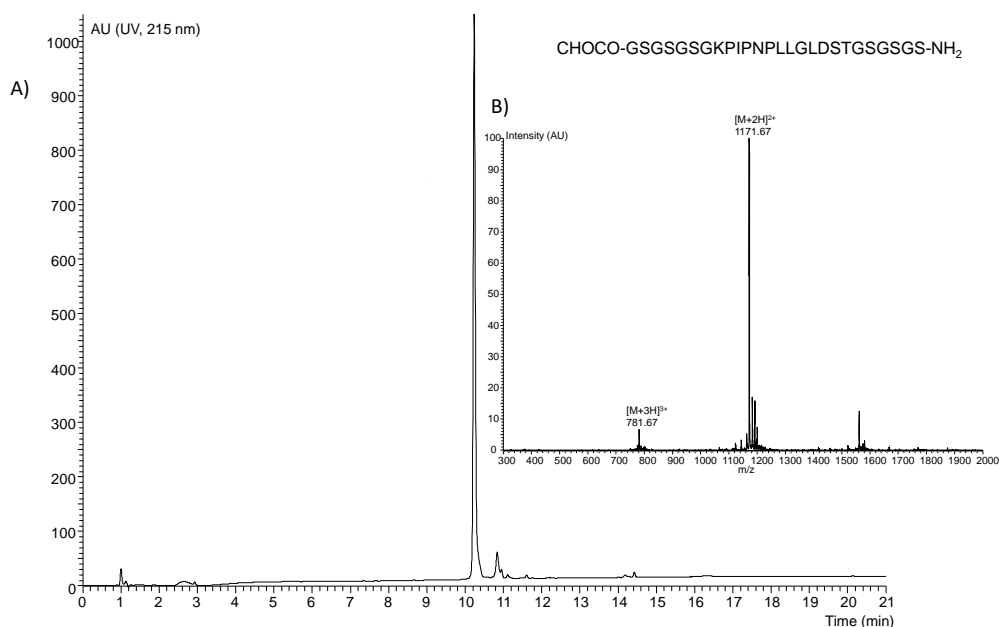 AU (UV, 215 nm)
CHOCO-GSGSGSGKPIPNPLLGLDSTGSGSGS-NH₂
A)
B)
1000
900
800
700
600
500
400
300
200
100
0
0 1 2 3 4 5 6 7 8 9 10 11 12 13 14 15 16 17 18 19 20 21
Time (min)
[M+2H]²⁺
1171.67
Intensity (AU)
100
90
80
70
60
50
40
30
20
10
0
[M+3H]³⁺
781.67
300 400 500 600 700 800 900 1000 1100 1200 1300 1400 1500 1600 1700 1800 1900 2000
m/z